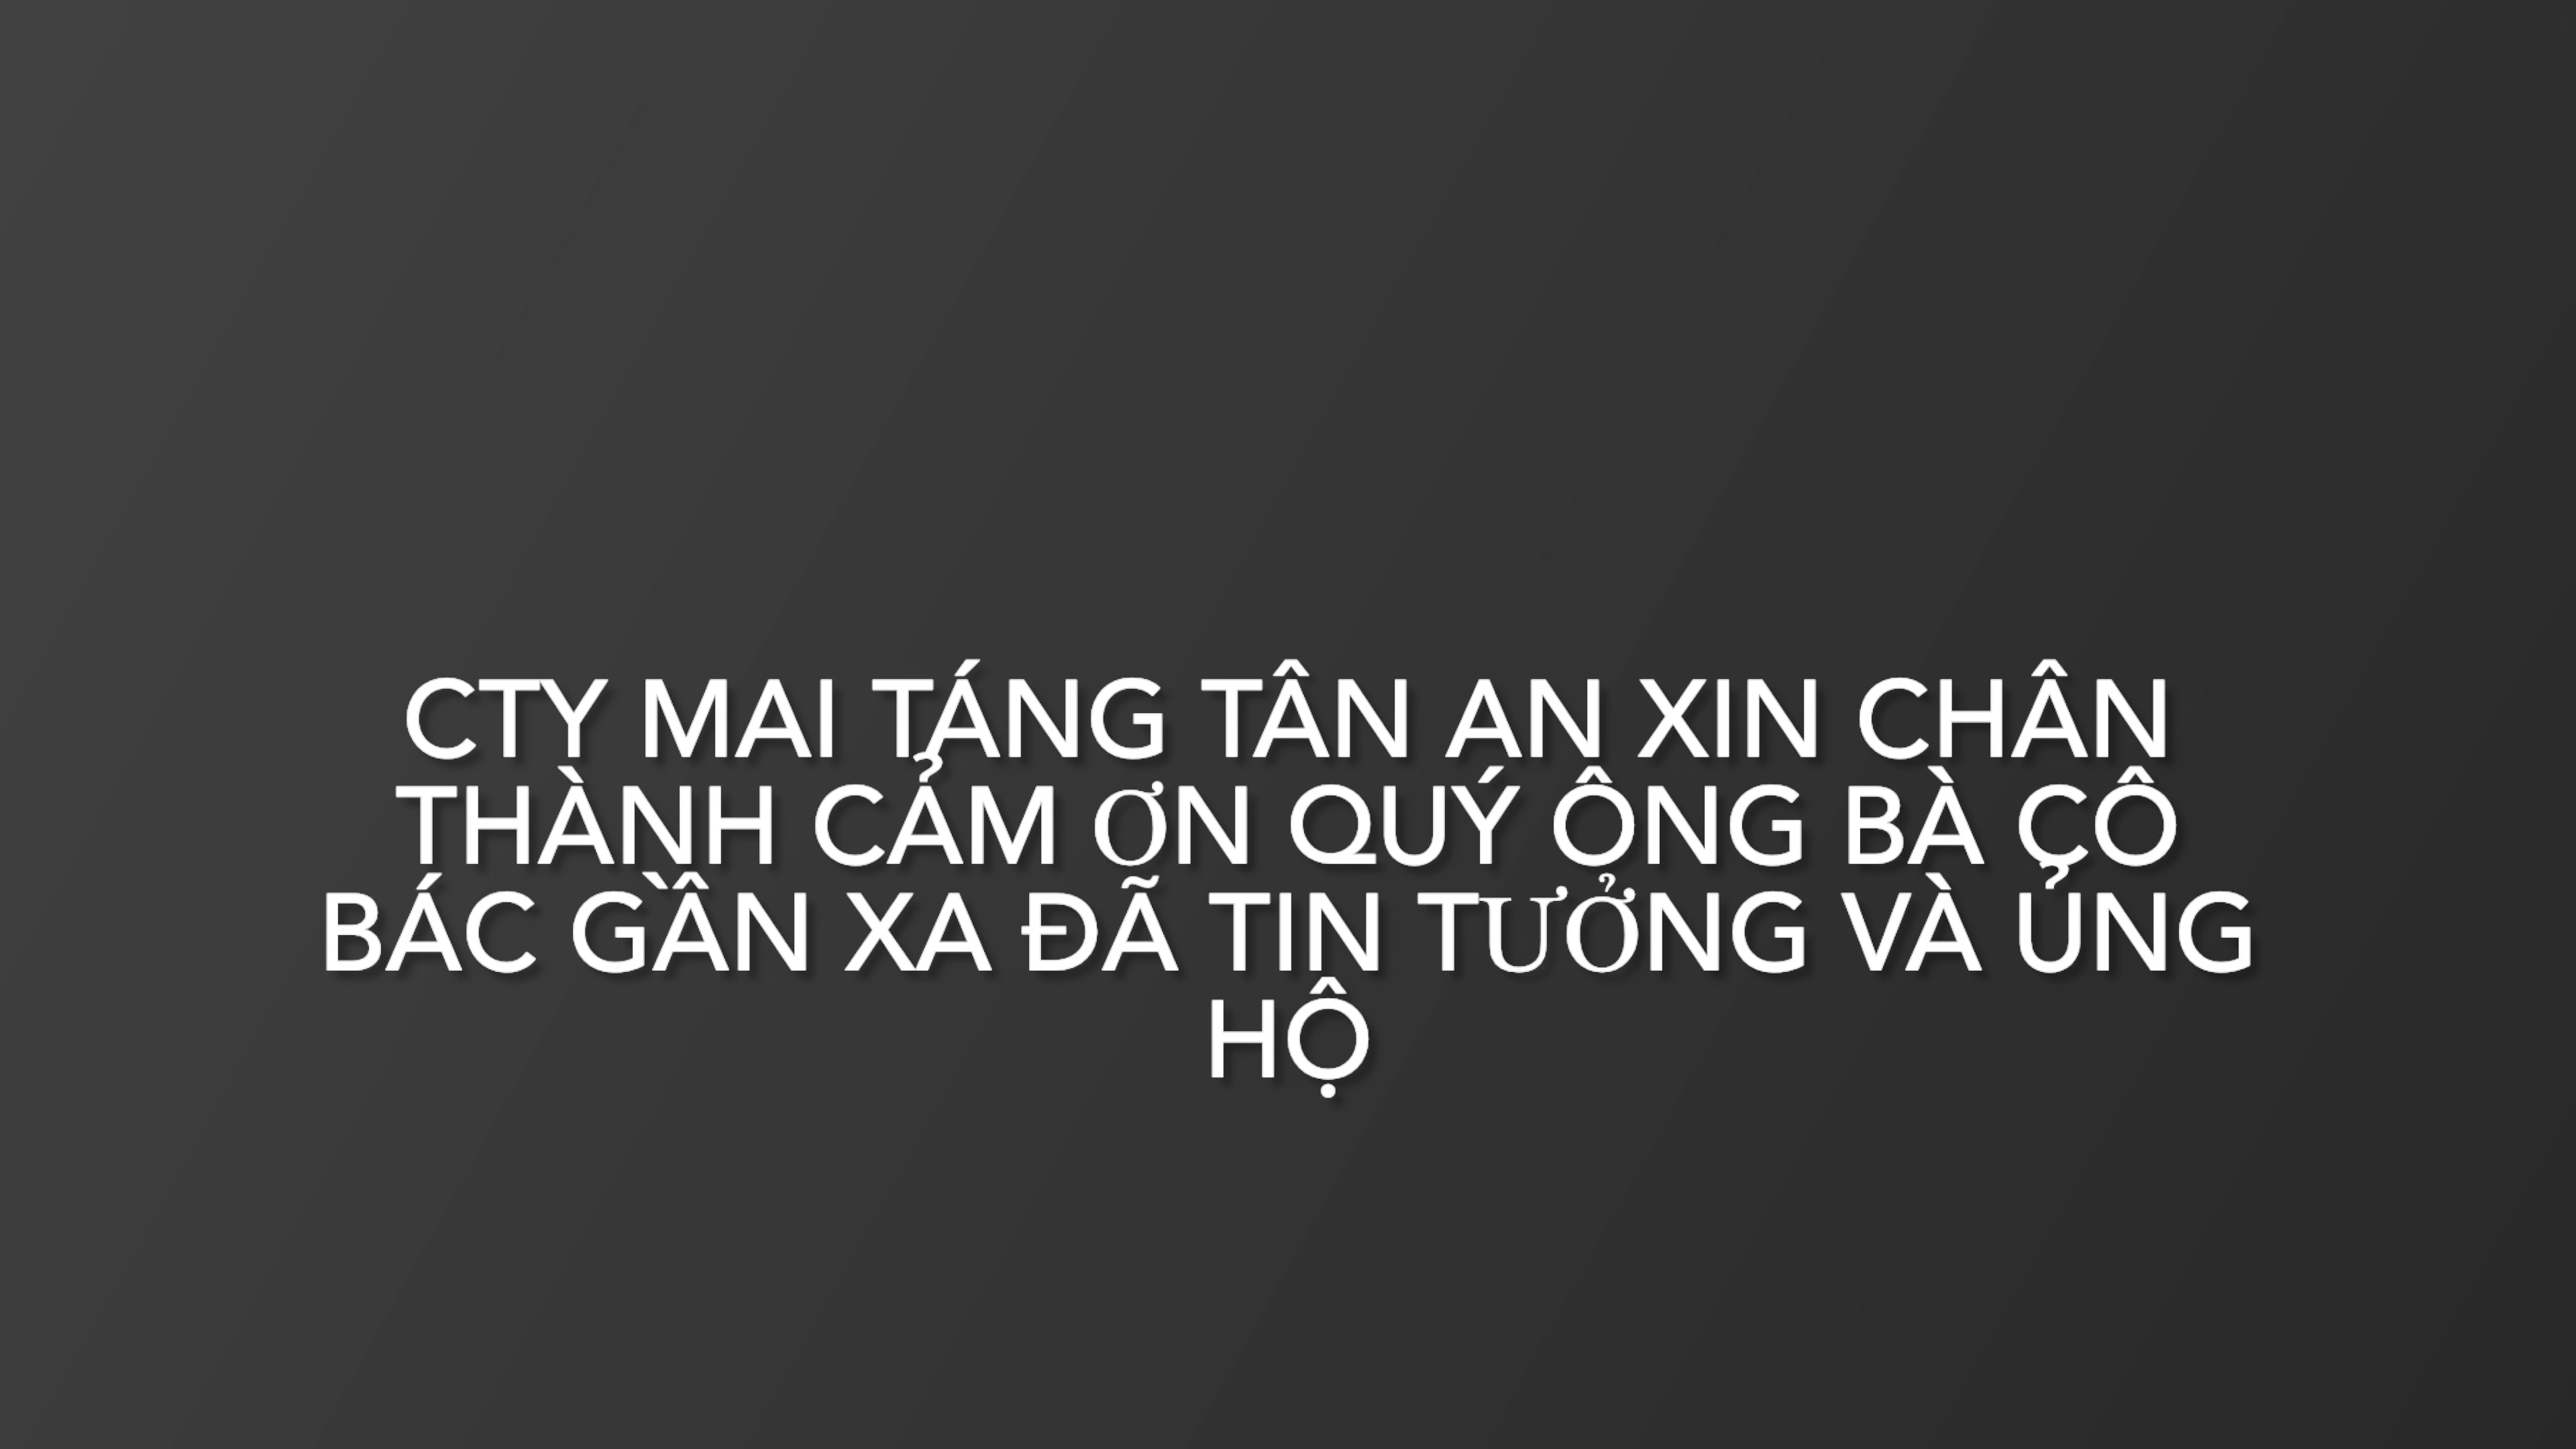 CTY MAI TÁNG TÂN AN XIN CHÂN
THÀNH CẢM ƠN QUÝ ÔNG BÀ CÔ
BÁC GẦN XA ĐÃ TIN TƯỞNG VÀ ỦNG
HỘ